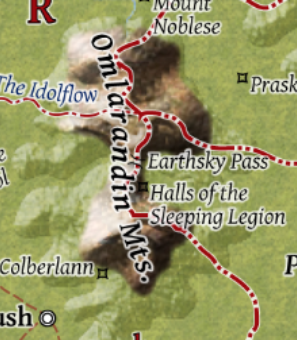 R
Mount
Noblese
The Idolflow
Omlarandin Mts.
Prask
Earthsky Pass
Halls of the
Sleeping Legion
Colberlann
P
ush